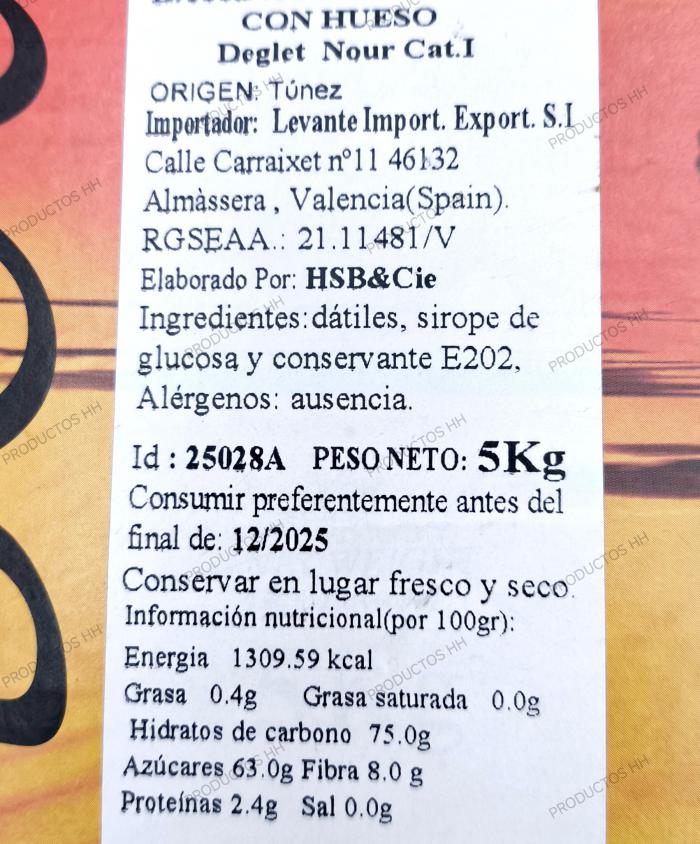 CON HUESO
Deglet Nour Cat.I
ORIGEN: Túnez
Importador: Levante Import. Export. S.I
Calle Carraixet nº11 46132
Almàssera , Valencia(Spain).
RGSEAA.: 21.11481/V
Elaborado Por: HSB&Cie
Ingredientes: dátiles, sirope de
glucosa y conservante E202,
Alérgenos: ausencia.
Id : 25028A PESO NETO: 5Kg
Consumir preferentemente antes del
final de: 12/2025
Conservar en lugar fresco y seco.
Información nutricional(por 100gr):
Energia 1309.59 kcal
Grasa 0.4g Grasa saturada 0.0g
Hidratos de carbono 75.0g
Azúcares 63.0g Fibra 8.0 g
Proteínas 2.4g Sal 0.0g
PRODUCTOS HH